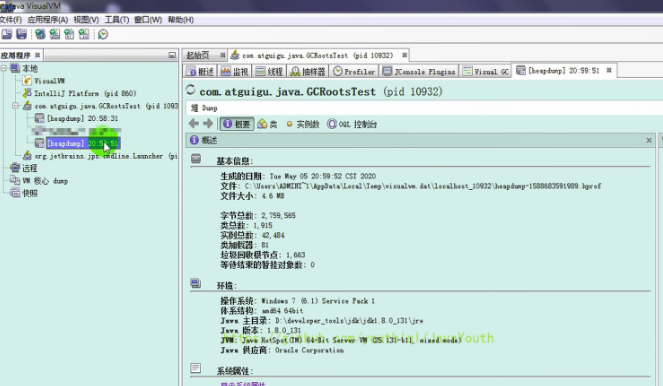 Java VisualVM
文件(F) 应用程序(A) 视图(V) 工具(T) 窗口(W) 帮助(H)
应用程序
本地
VisualVM
IntelliJ Platform (pid 860)
com.atguigu.java.GCRootsTest (pid 1093
[heapdump] 20:58:31
[heapdump] 20:59:51
org.jetbrains.jps.cmdline.Launcher (pi
远程
VM 核心 dump
快照
起始页 com.atguigu.java.GCRootsTest (pid 10932)
概述 监视 线程 抽样器 Profiler JConsole Plugins Visual GC [heapdump] 20:59:51
com.atguigu.java.GCRootsTest (pid 10932)
堆 Dump
概要 类 实例数 OQL 控制台
概述
基本信息:
生成的日期: Tue May 05 20:59:52 CST 2020
文件: C:\Users\ADMINI~1\AppData\Local\Temp\visualvm.dat\localhost_10932\heapdump-1588683591989.hprof
文件大小: 4.6 MB
字节总数: 2,759,565
类总数: 1,915
实例总数: 42,484
类加载器: 81
垃圾回收根节点: 1,663
等待结束的暂挂对象数: 0
环境:
操作系统: Windows 7 (6.1) Service Pack 1
体系结构: amd64 64bit
Java 主目录: D:\developer_tools\jdk\jdk1.8.0_131\jre
Java 版本: 1.8.0_131
JVM: Java HotSpot(TM) 64-Bit Server VM (25.131-b11, mixed mode)
Java 供应商: Oracle Corporation
系统属性:
显示系统属性